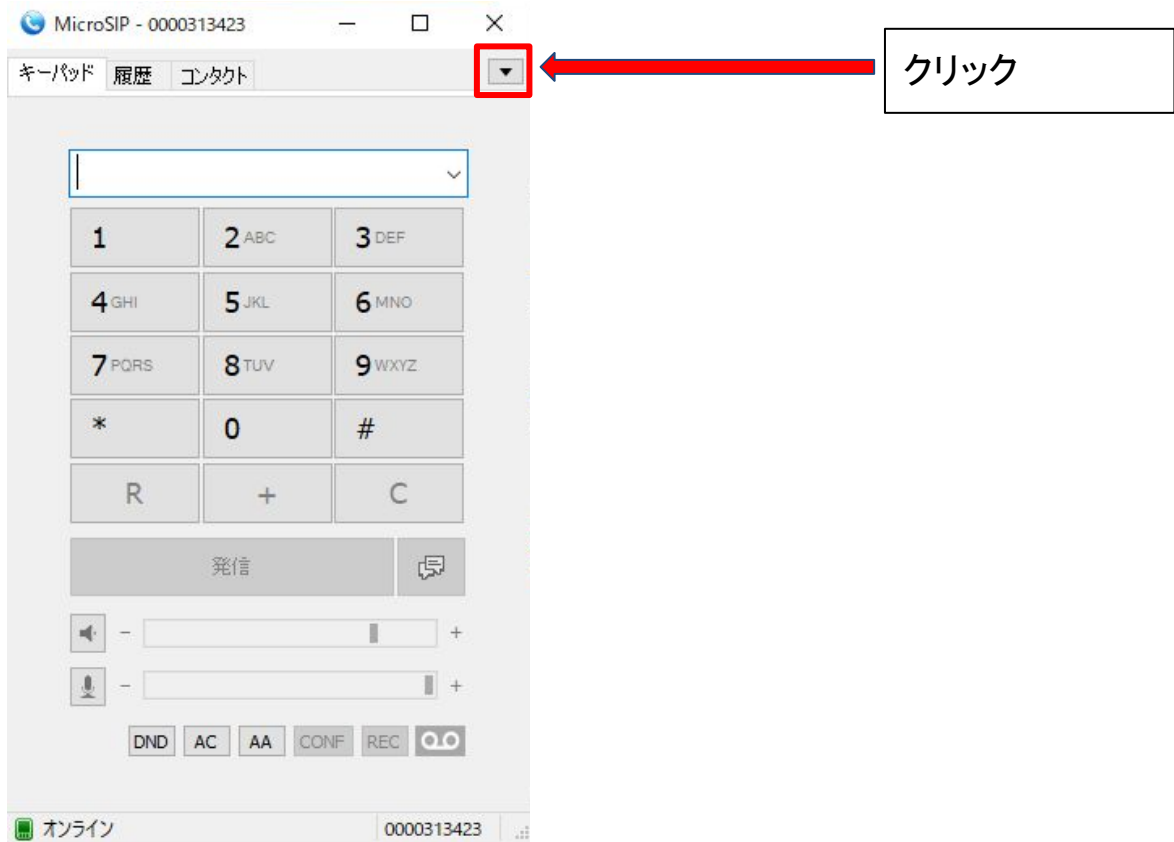 MicroSIP - 0000313423
キーパッド 履歴 コンタクト
クリック
1 2 ABC 3 DEF
4 GHI 5 JKL 6 MNO
7 PQRS 8 TUV 9 WXYZ
* 0 #
R + C
発信
- +
- +
DND AC AA CONF REC
オンライン 0000313423